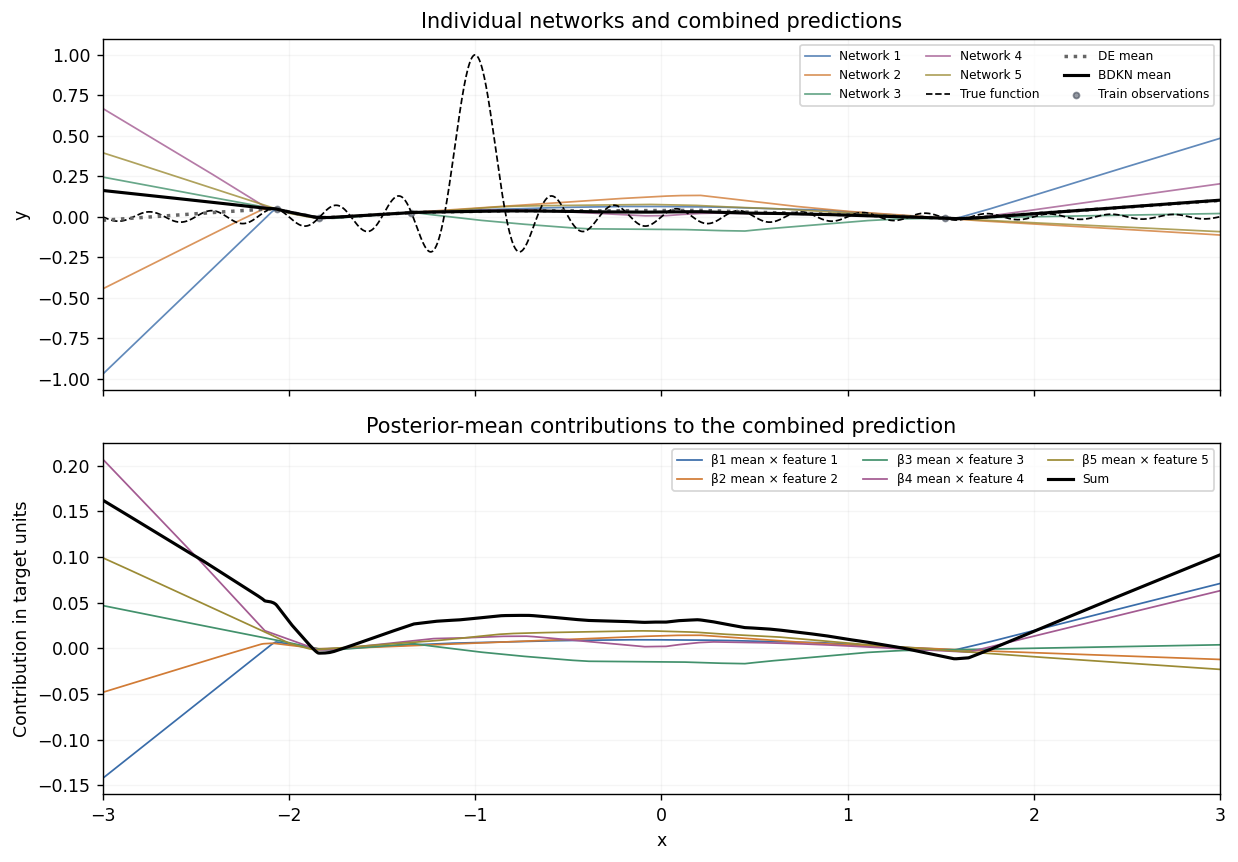 Individual networks and combined predictions
Network 1 Network 4 DE mean
Network 2 Network 5 BDKN mean
Network 3 True function Train observations
1.00
0.75
0.50
0.25
0.00
−0.25
−0.50
−0.75
−1.00
y
Posterior-mean contributions to the combined prediction
β1 mean × feature 1 β3 mean × feature 3 β5 mean × feature 5
β2 mean × feature 2 β4 mean × feature 4 Sum
0.20
0.15
0.10
0.05
0.00
−0.05
−0.10
−0.15
Contribution in target units
−3 −2 −1 0 1 2 3
x